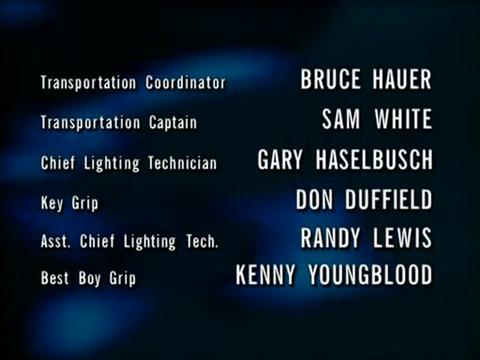 Transportation Coordinator BRUCE HAUER
Transportation Captain SAM WHITE
Chief Lighting Technician GARY HASELBUSCH
Key Grip DON DUFFIELD
Asst. Chief Lighting Tech. RANDY LEWIS
Best Boy Grip KENNY YOUNGBLOOD